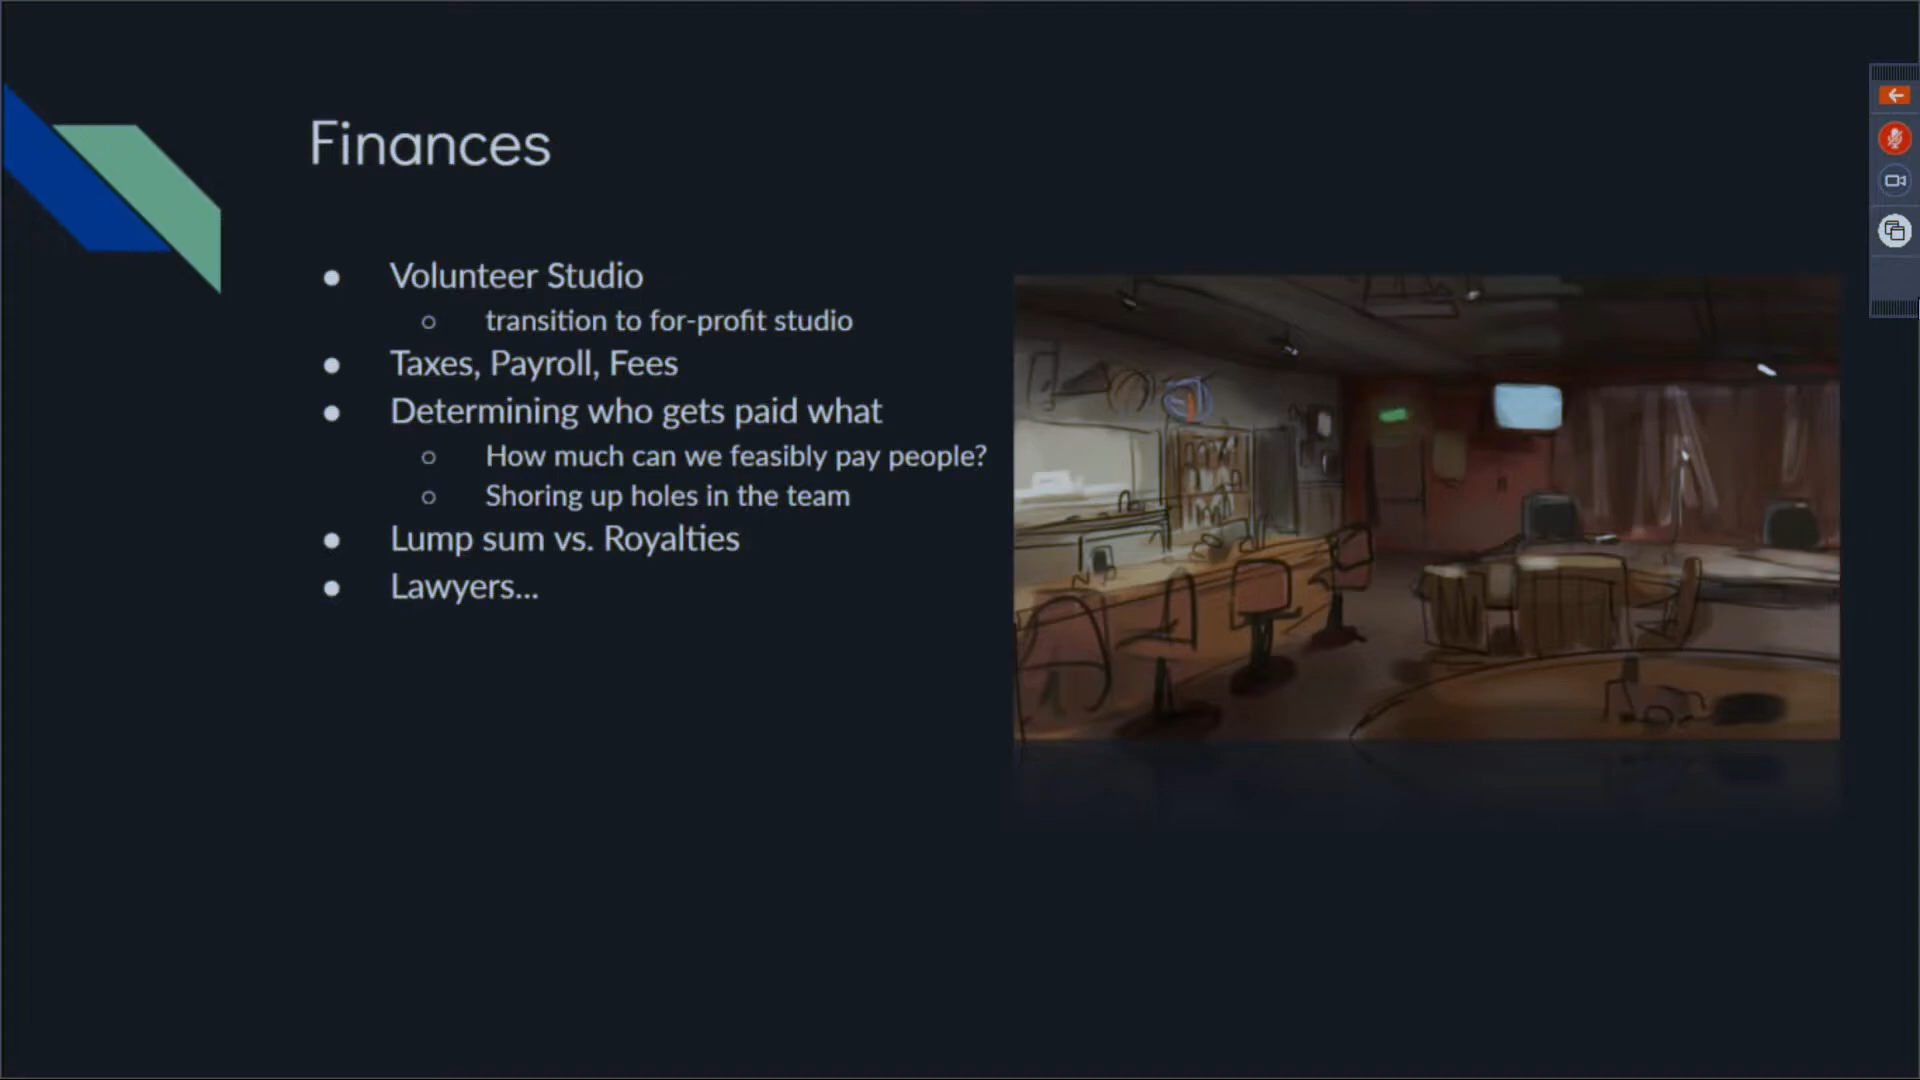 Finances
● Volunteer Studio
○ transition to for-profit studio
● Taxes, Payroll, Fees
● Determining who gets paid what
○ How much can we feasibly pay people?
○ Shoring up holes in the team
● Lump sum vs. Royalties
● Lawyers...